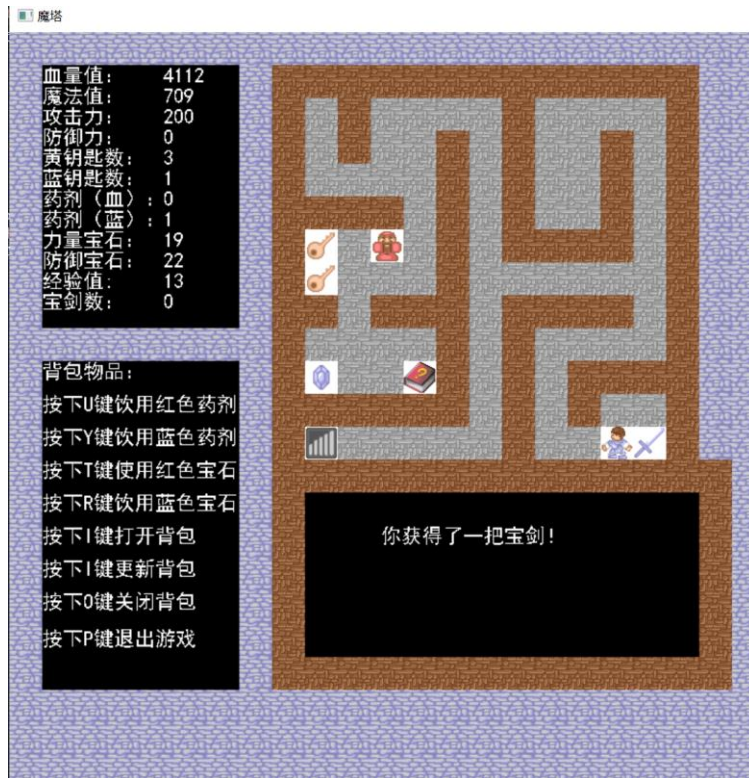 魔塔
血量值： 4112
魔法值： 709
攻击力： 200
防御力： 0
黄钥匙数： 3
蓝钥匙数： 1
药剂（血）：0
药剂（蓝）：1
力量宝石： 19
防御宝石： 22
经验值： 13
宝剑数： 0
背包物品：
按下U键饮用红色药剂
按下Y键饮用蓝色药剂
按下T键使用红色宝石
按下R键饮用蓝色宝石
按下I键打开背包
按下I键更新背包
按下O键关闭背包
按下P键退出游戏
你获得了一把宝剑！